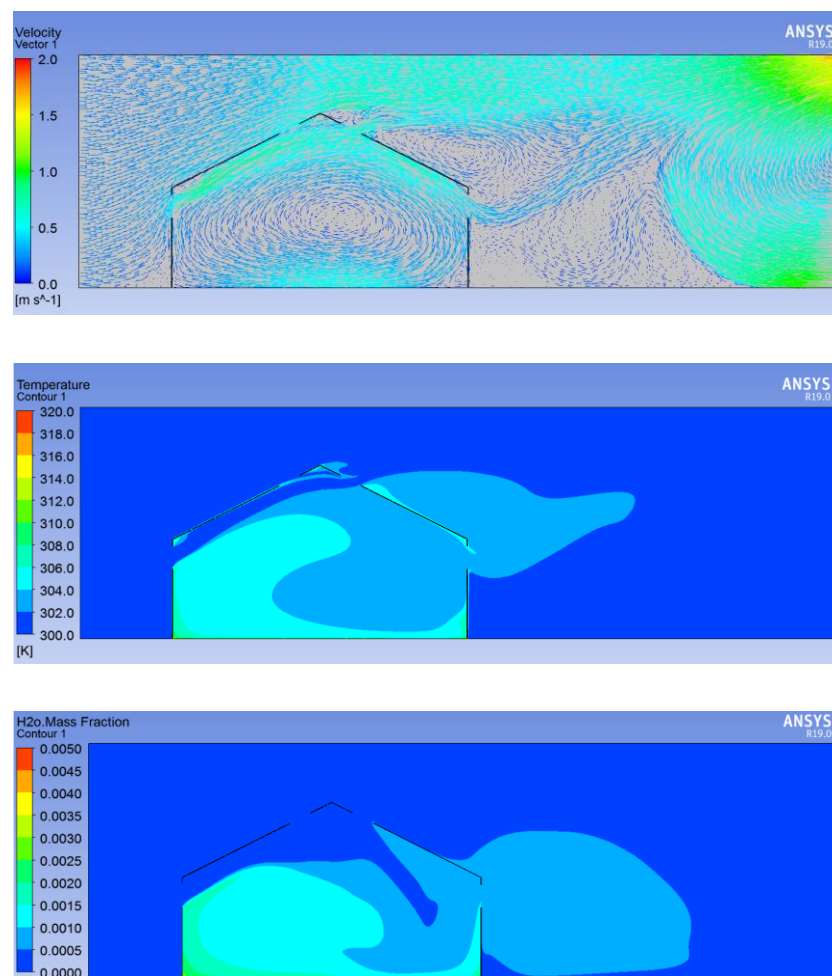 Velocity
Vector 1
ANSYS
R19.0
2.0
1.5
1.0
0.5
0.0
[m s^-1]
Temperature
Contour 1
ANSYS
R19.0
320.0
318.0
316.0
314.0
312.0
310.0
308.0
306.0
304.0
302.0
300.0
[K]
H2o.Mass Fraction
Contour 1
ANSYS
R19.0
0.0050
0.0045
0.0040
0.0035
0.0030
0.0025
0.0020
0.0015
0.0010
0.0005
0.0000